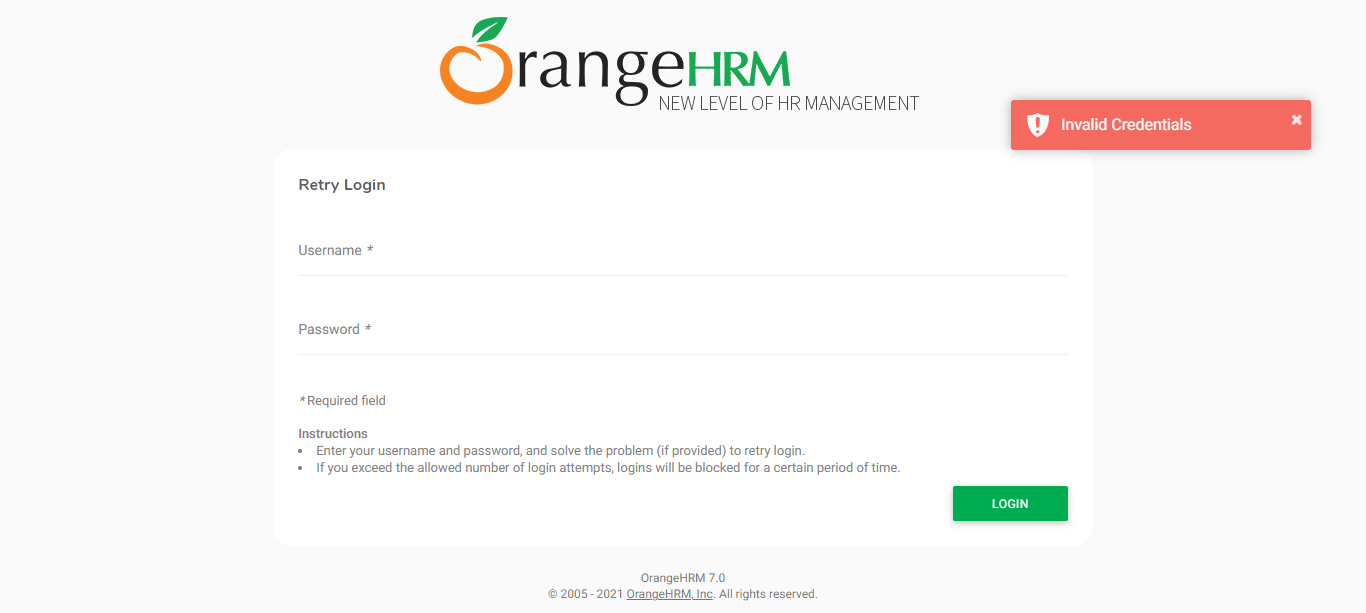 OrangeHRM
NEW LEVEL OF HR MANAGEMENT
Invalid Credentials
Retry Login
Username *
Password *
*Required field
Instructions
• Enter your username and password, and solve the problem (if provided) to retry login.
• If you exceed the allowed number of login attempts, logins will be blocked for a certain period of time.
LOGIN
OrangeHRM 7.0
© 2005 - 2021 OrangeHRM, Inc. All rights reserved.